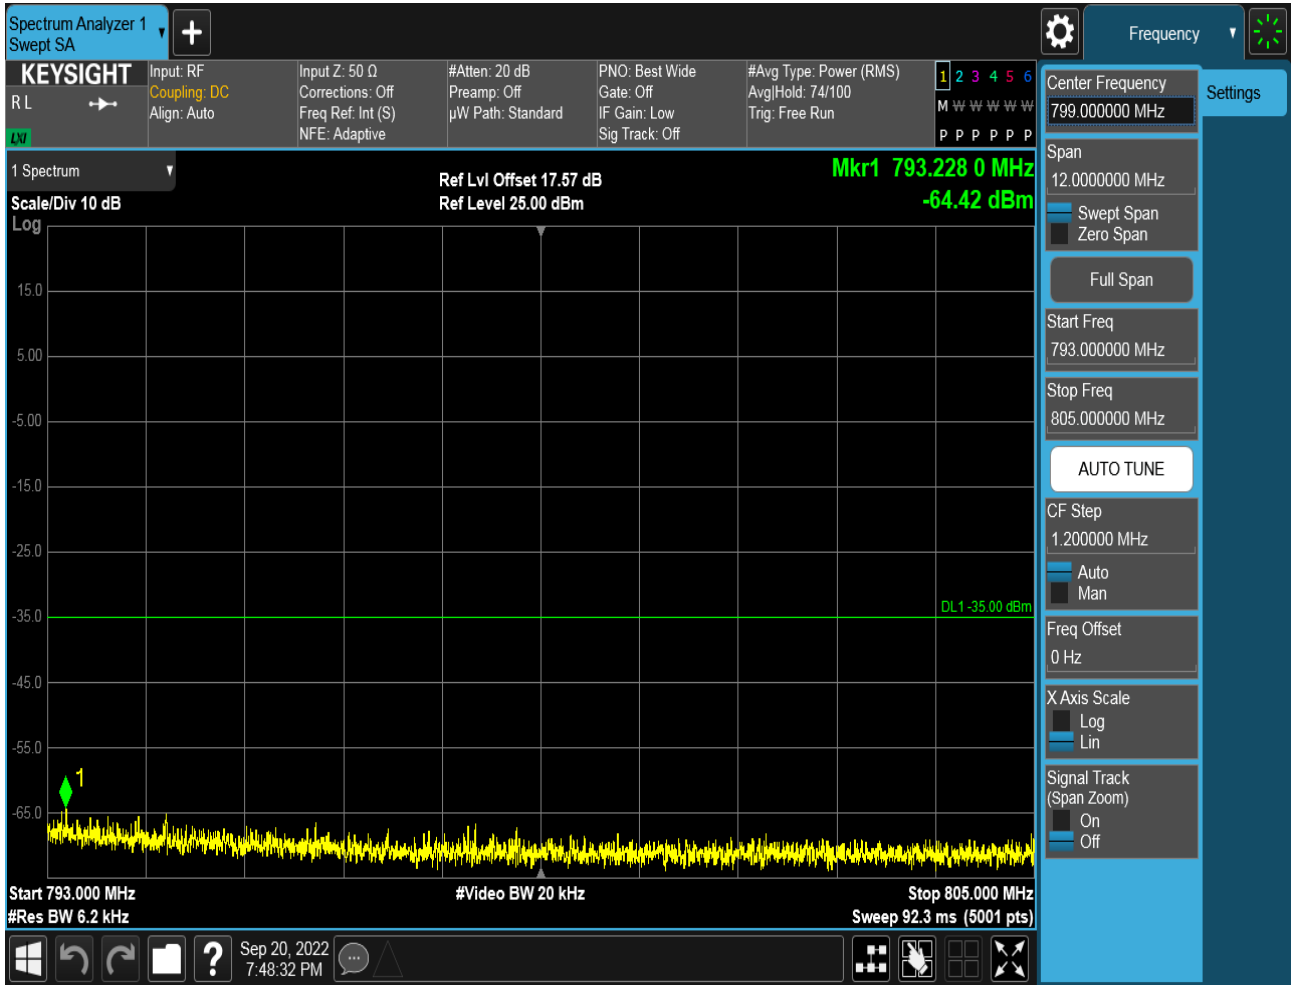 Spectrum Analyzer 1
Swept SA
Frequency
KEYSIGHT
R L
LXI
Input: RF
Coupling: DC
Align: Auto
Input Z: 50 Ω
Corrections: Off
Freq Ref: Int (S)
NFE: Adaptive
#Atten: 20 dB
Preamp: Off
µW Path: Standard
PNO: Best Wide
Gate: Off
IF Gain: Low
Sig Track: Off
#Avg Type: Power (RMS)
Avg|Hold: 74/100
Trig: Free Run
1 2 3 4 5 6
M W W W W W
P P P P P P
1 Spectrum
Scale/Div 10 dB
Log
Ref Lvl Offset 17.57 dB
Ref Level 25.00 dBm
Mkr1 793.228 0 MHz
-64.42 dBm
15.0
5.00
-5.00
-15.0
-25.0
-35.0
DL1 -35.00 dBm
-45.0
-55.0
1
-65.0
Start 793.000 MHz
#Video BW 20 kHz
Stop 805.000 MHz
#Res BW 6.2 kHz
Sweep 92.3 ms (5001 pts)
Sep 20, 2022
7:48:32 PM
Center Frequency
799.000000 MHz
Settings
Span
12.0000000 MHz
Swept Span
Zero Span
Full Span
Start Freq
793.000000 MHz
Stop Freq
805.000000 MHz
AUTO TUNE
CF Step
1.200000 MHz
Auto
Man
Freq Offset
0 Hz
X Axis Scale
Log
Lin
Signal Track
(Span Zoom)
On
Off